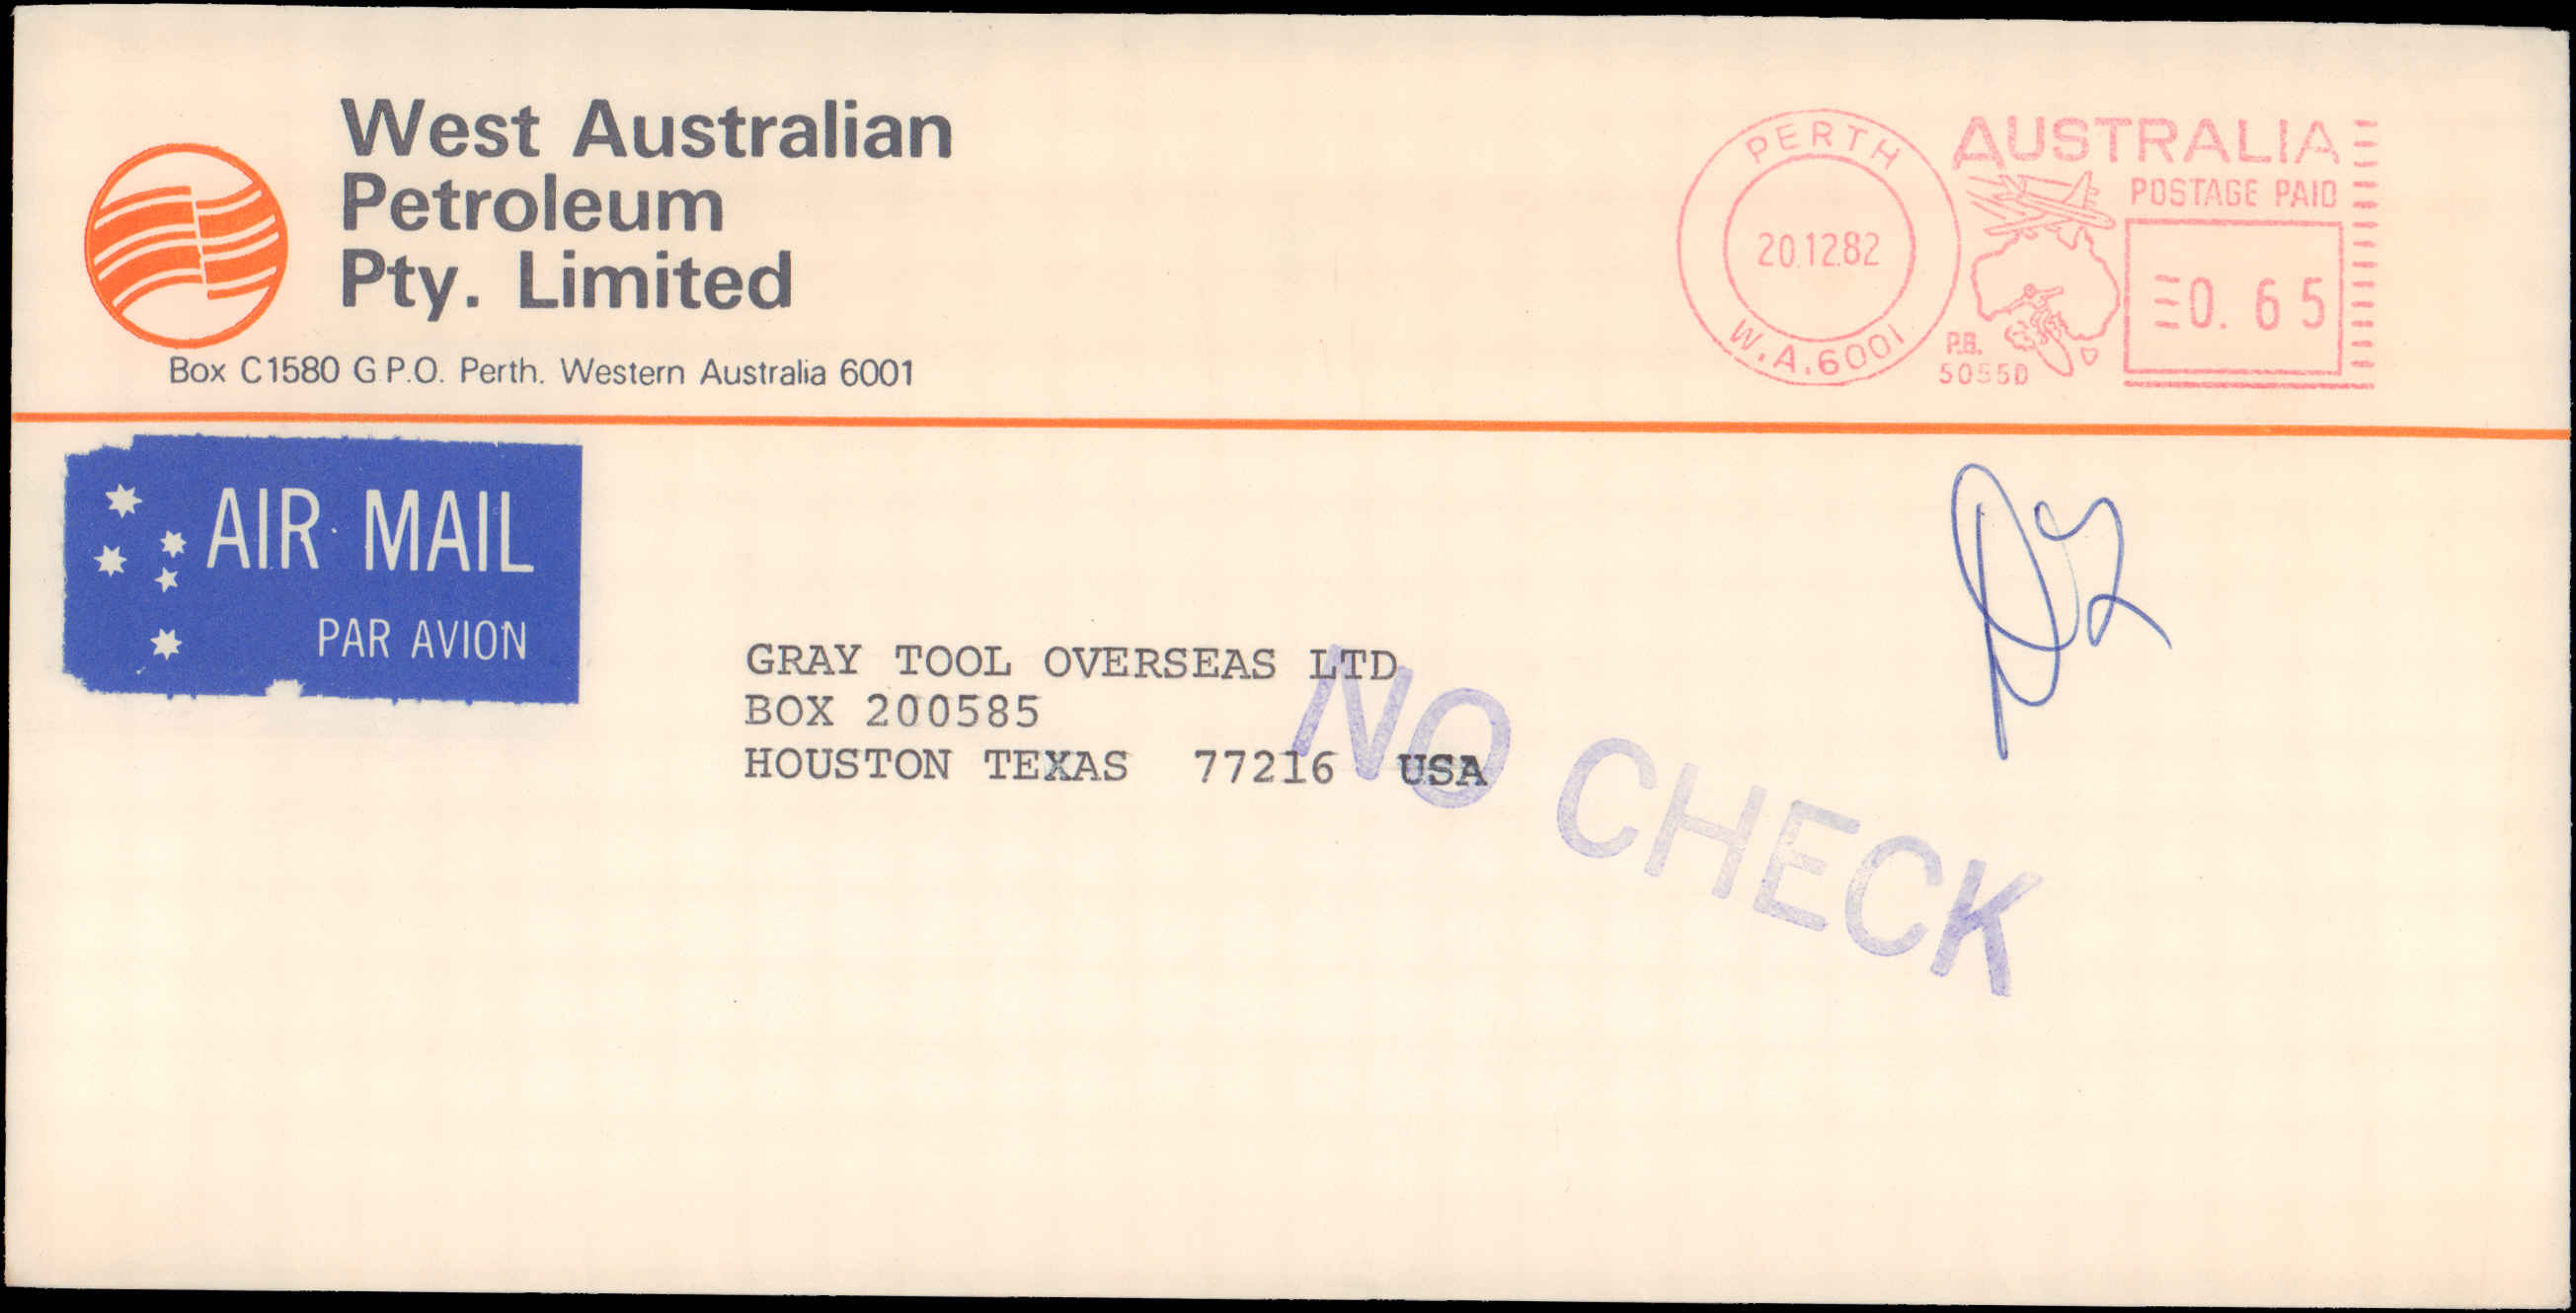 West Australian
Petroleum
Pty. Limited
Box C1580 G.P.O. Perth. Western Australia 6001
PERTH
20.12.82
W.A. 6001
AUSTRALIA
POSTAGE PAID
0.65
P.B.
5055D
AIR MAIL
PAR AVION
GRAY TOOL OVERSEAS LTD
BOX 200585
HOUSTON TEXAS 77216 USA
NO CHECK